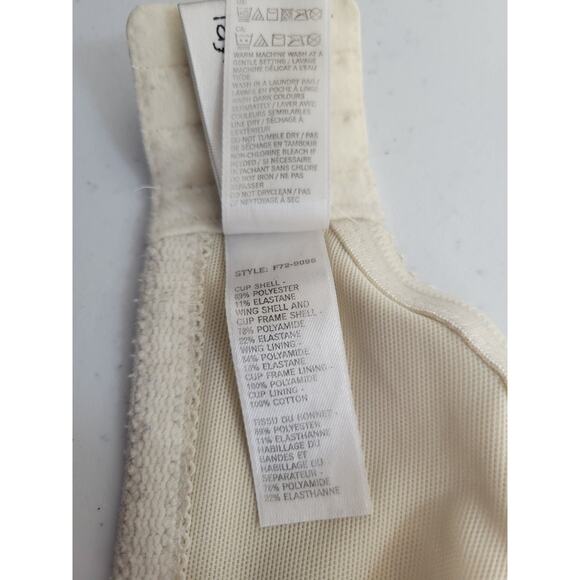 CA:
WARM MACHINE WASH AT A
GENTLE SETTING / LAVAGE
MACHINE DÉLICAT A L'EAU
TIÈDE
WASH IN A LAUNDRY BAG /
LAVAGE EN POCHE À LINGE
WASH DARK COLOURS
SEPARATELY / LAVER AVEC
COULEURS SEMBLABLES
LINE DRY / SÉCHAGE À
L'EXTÉRIEUR
DO NOT TUMBLE DRY / PAS
DE SÉCHAGE EN TAMBOUR
NON-CHLORINE BLEACH IF
NEEDED / SI NÉCESSAIRE
DETACHANT SANS CHLORE
DO NOT IRON / NE PAS
REPASSER
DO NOT DRYCLEAN / PAS
NETTOYAGE À SEC
STYLE: F72-9095
CUP SHELL -
89% POLYESTER
11% ELASTANE
WING SHELL AND
CUP FRAME SHELL -
78% POLYAMIDE
22% ELASTANE
WING LINING -
84% POLYAMIDE
16% ELASTANE
CUP FRAME LINING -
100% POLYAMIDE
CUP LINING -
100% COTTON
TISSU DU BONNET -
89% POLYESTER
11% ELASTHANNE
HABILLAGE DU
BANDES ET
HABILLAGE DU
SEPARATEUR -
78% POLYAMIDE
22% ELASTHANNE